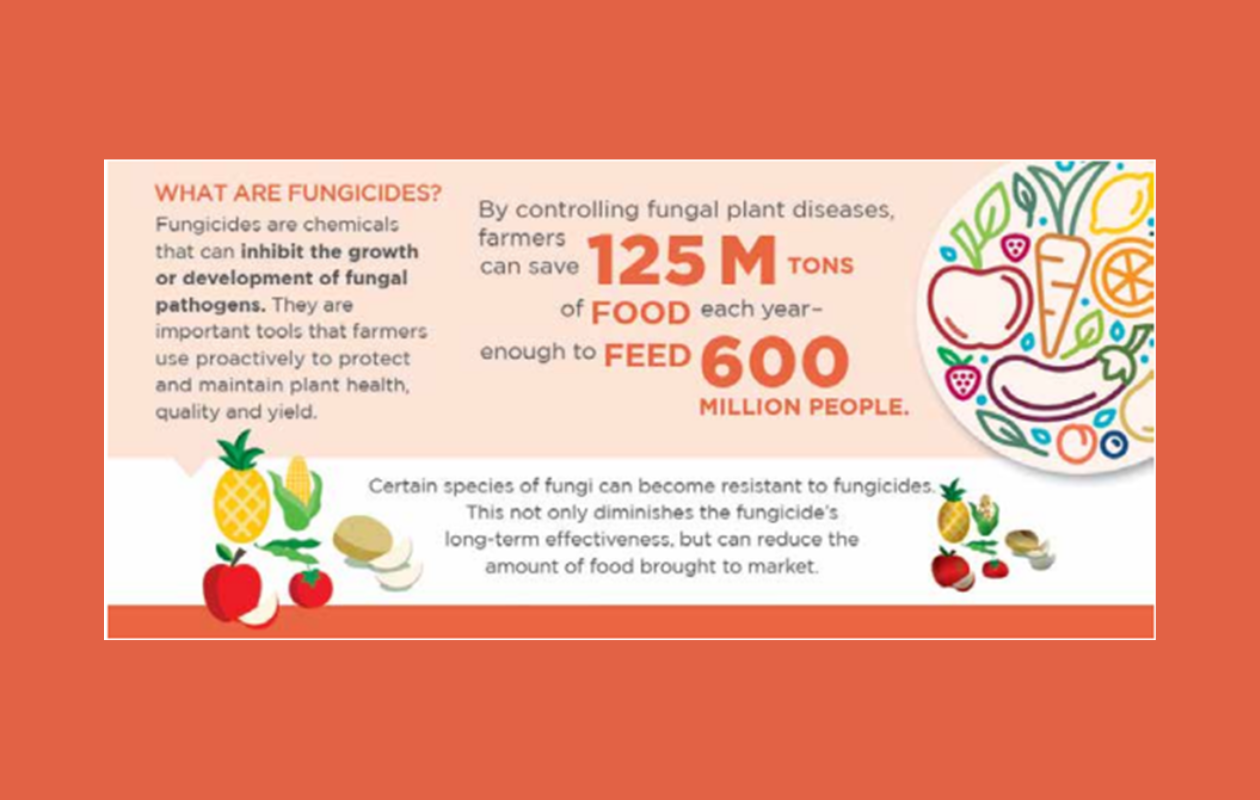 WHAT ARE FUNGICIDES?
Fungicides are chemicals
that can inhibit the growth
or development of fungal
pathogens. They are
important tools that farmers
use proactively to protect
and maintain plant health,
quality and yield.
By controlling fungal plant diseases,
farmers
can save 125 M TONS
of FOOD each year–
enough to FEED 600
MILLION PEOPLE.
Certain species of fungi can become resistant to fungicides.
This not only diminishes the fungicide's
long-term effectiveness, but can reduce the
amount of food brought to market.